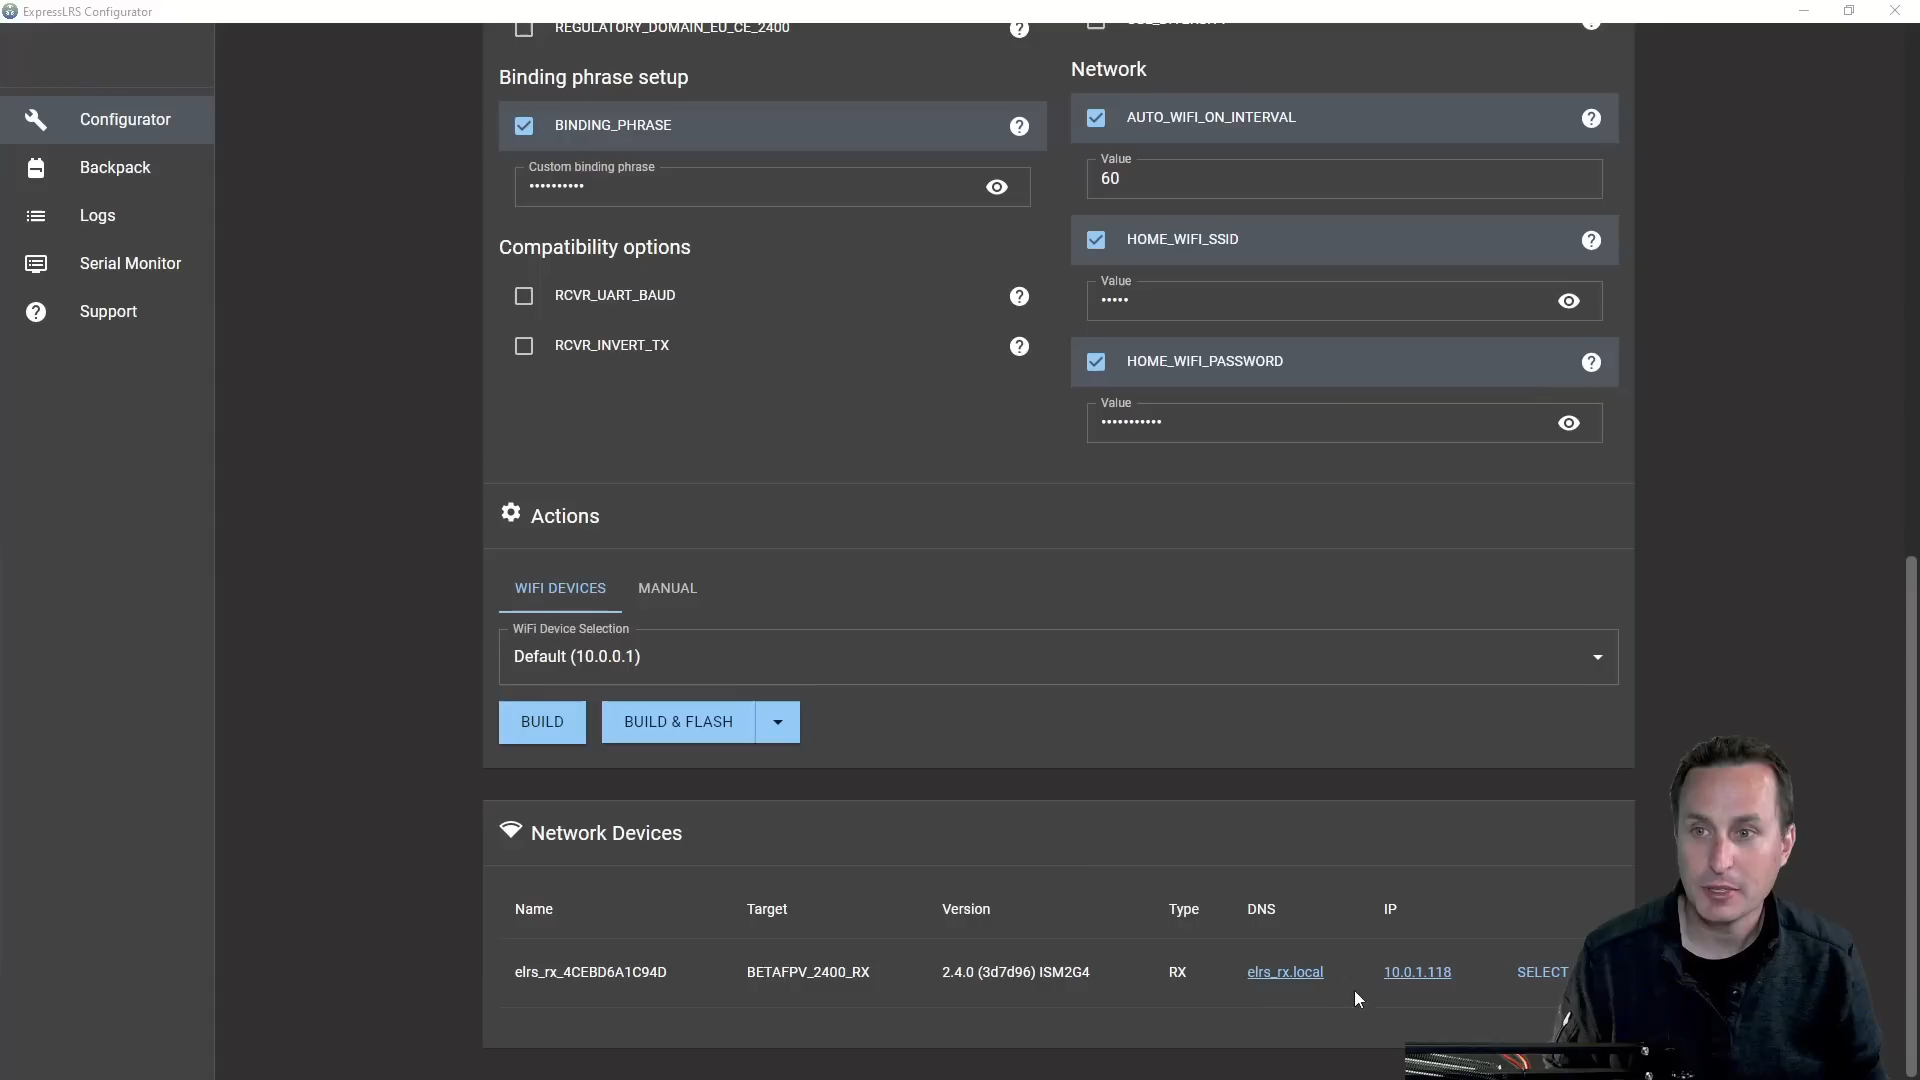 ExpressLRS Configurator
Configurator
Backpack
Logs
Serial Monitor
Support
REGULATORY_DOMAIN_EU_CE_2400
Binding phrase setup
BINDING_PHRASE
Custom binding phrase
••••••••••
Compatibility options
RCVR_UART_BAUD
RCVR_INVERT_TX
Network
AUTO_WIFI_ON_INTERVAL
Value
60
HOME_WIFI_SSID
Value
•••••
HOME_WIFI_PASSWORD
Value
•••••••••••
Actions
WIFI DEVICES MANUAL
WiFi Device Selection
Default (10.0.0.1)
BUILD BUILD & FLASH
Network Devices
Name Target Version Type DNS IP
elrs_rx_4CEBD6A1C94D BETAFPV_2400_RX 2.4.0 (3d7d96) ISM2G4 RX elrs_rx.local 10.0.1.118 SELECT